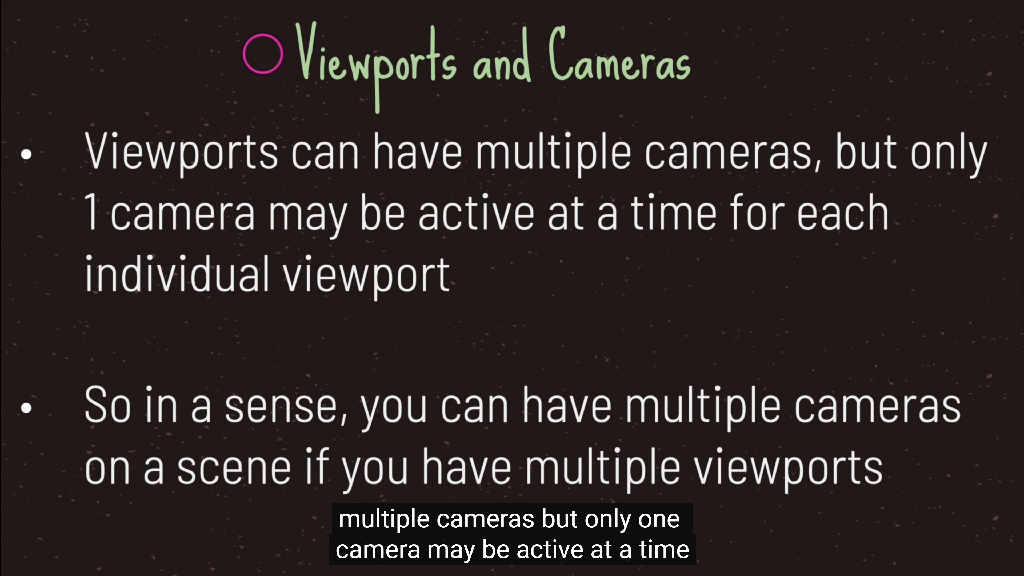 Viewports and Cameras
• Viewports can have multiple cameras, but only
1 camera may be active at a time for each
individual viewport
• So in a sense, you can have multiple cameras
on a scene if you have multiple viewports
multiple cameras but only one
camera may be active at a time